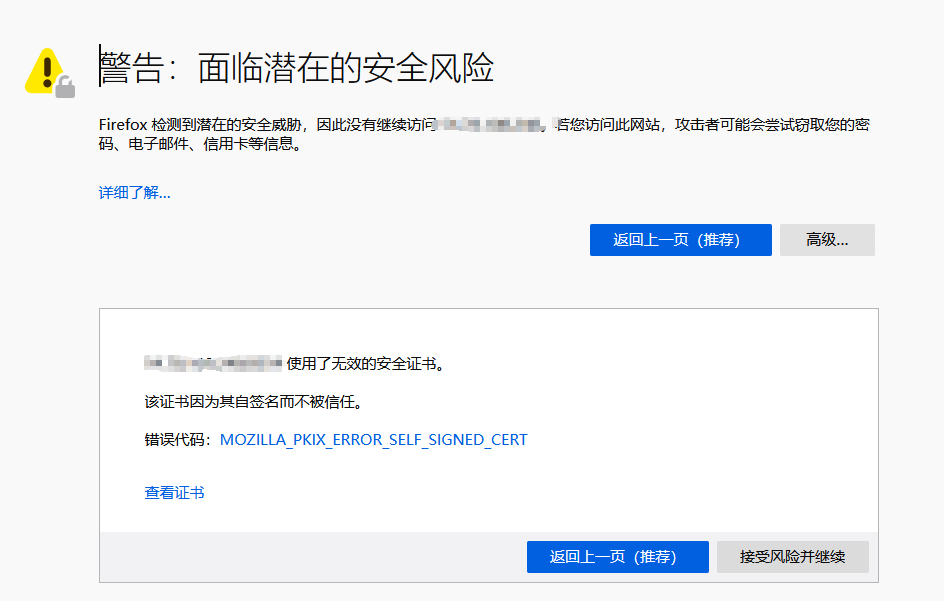 警告：面临潜在的安全风险
Firefox 检测到潜在的安全威胁，因此没有继续访问 。若您访问此网站，攻击者可能会尝试窃取您的密
码、电子邮件、信用卡等信息。
详细了解...
返回上一页（推荐） 高级...
使用了无效的安全证书。
该证书因为其自签名而不被信任。
错误代码：MOZILLA_PKIX_ERROR_SELF_SIGNED_CERT
查看证书
返回上一页（推荐） 接受风险并继续